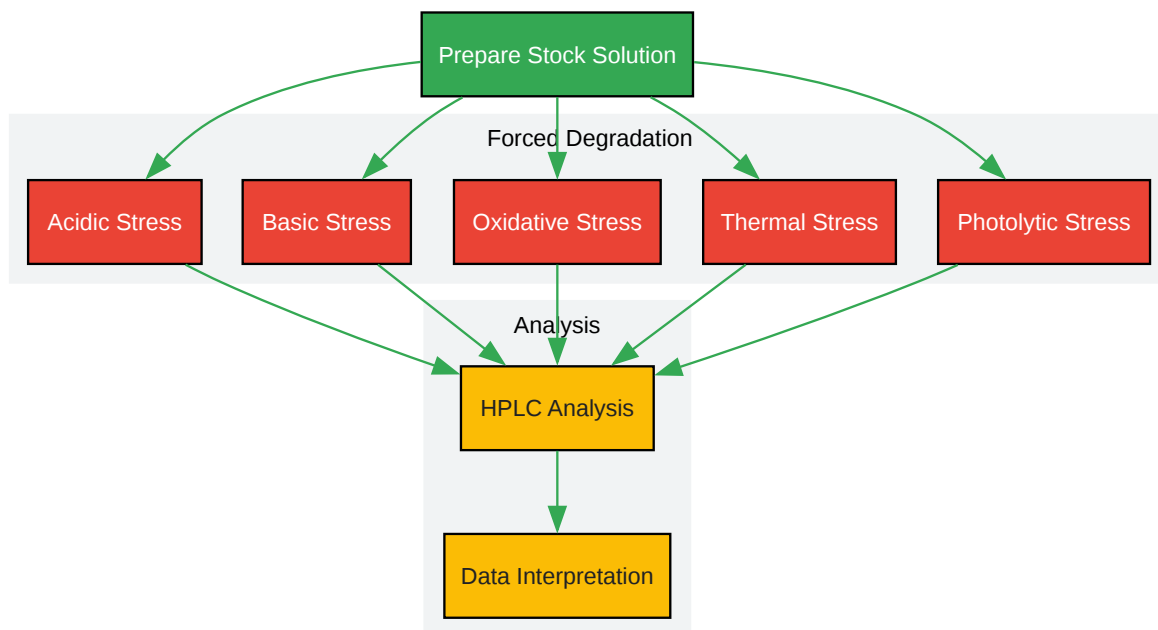 Prepare Stock Solution
Forced Degradation
Acidic Stress
Basic Stress
Oxidative Stress
Thermal Stress
Photolytic Stress
Analysis
HPLC Analysis
Data Interpretation